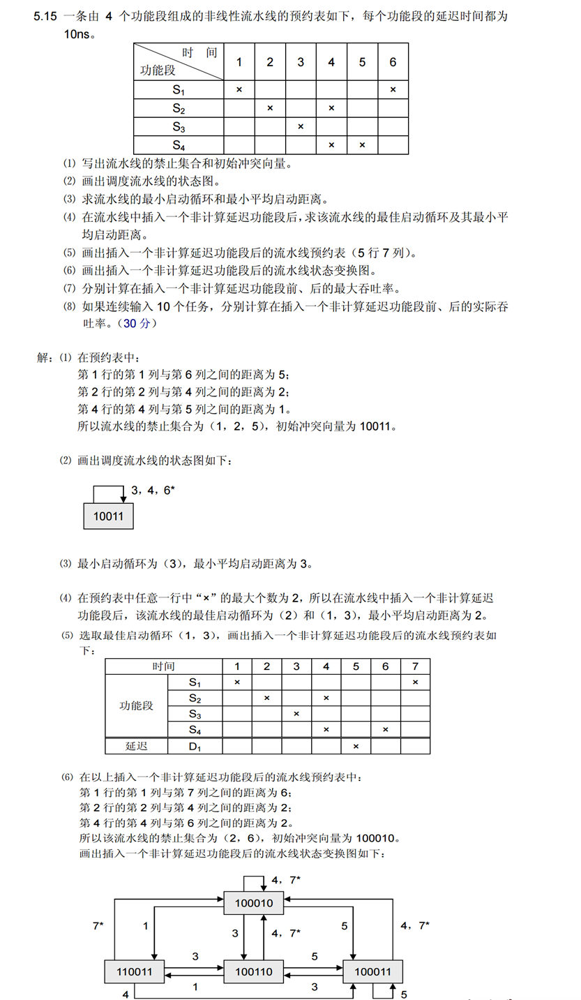 5.15 一条由 4 个功能段组成的非线性流水线的预约表如下，每个功能段的延迟时间都为
10ns。
时 间
功能段
1 2 3 4 5 6
S₁ × ×
S₂ × ×
S₃ ×
S₄ × ×
⑴ 写出流水线的禁止集合和初始冲突向量。
⑵ 画出调度流水线的状态图。
⑶ 求流水线的最小启动循环和最小平均启动距离。
⑷ 在流水线中插入一个非计算延迟功能段后，求该流水线的最佳启动循环及其最小平
均启动距离。
⑸ 画出插入一个非计算延迟功能段后的流水线预约表（5 行 7 列）。
⑹ 画出插入一个非计算延迟功能段后的流水线状态变换图。
⑺ 分别计算在插入一个非计算延迟功能段前、后的最大吞吐率。
⑻ 如果连续输入 10 个任务，分别计算在插入一个非计算延迟功能段前、后的实际吞
吐率。（30 分）
解：⑴ 在预约表中：
第 1 行的第 1 列与第 6 列之间的距离为 5；
第 2 行的第 2 列与第 4 列之间的距离为 2；
第 4 行的第 4 列与第 5 列之间的距离为 1。
所以流水线的禁止集合为（1，2，5），初始冲突向量为 10011。
⑵ 画出调度流水线的状态图如下：
3，4，6*
10011
⑶ 最小启动循环为（3），最小平均启动距离为 3。
⑷ 在预约表中任意一行中“×”的最大个数为 2，所以在流水线中插入一个非计算延迟
功能段后，该流水线的最佳启动循环为（2）和（1，3），最小平均启动距离为 2。
⑸ 选取最佳启动循环（1，3），画出插入一个非计算延迟功能段后的流水线预约表如
下：
时间 1 2 3 4 5 6 7
功能段
S₁ × ×
S₂ × ×
S₃ ×
S₄ × ×
延迟 D₁ ×
⑹ 在以上插入一个非计算延迟功能段后的流水线预约表中：
第 1 行的第 1 列与第 7 列之间的距离为 6；
第 2 行的第 2 列与第 4 列之间的距离为 2；
第 4 行的第 4 列与第 6 列之间的距离为 2。
所以该流水线的禁止集合为（2，6），初始冲突向量为 100010。
画出插入一个非计算延迟功能段后的流水线状态变换图如下：
4，7*
100010
7* 1 3 4，7* 5 4，7*
3 5
110011 100110 100011
1 3
4 5